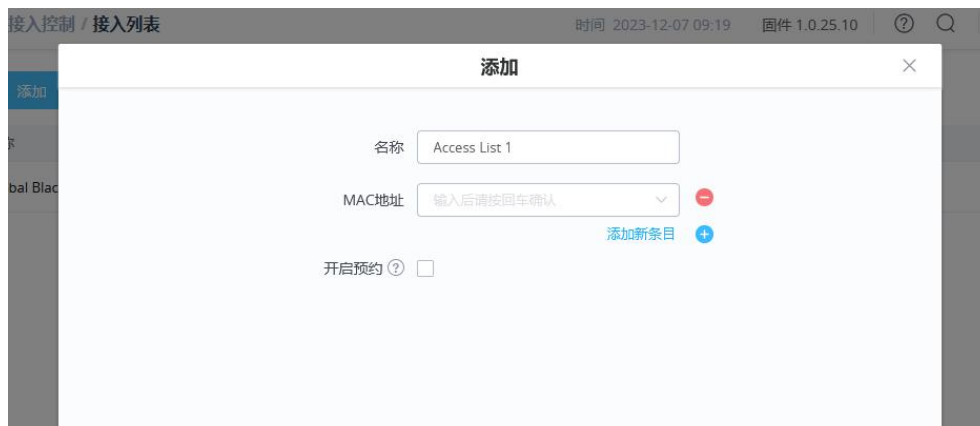 接入控制 / 接入列表 时间 2023-12-07 09:19 固件 1.0.25.10
添加
添加
名称 Access List 1
bal Blac
MAC地址 输入后请按回车确认
添加新条目
开启预约